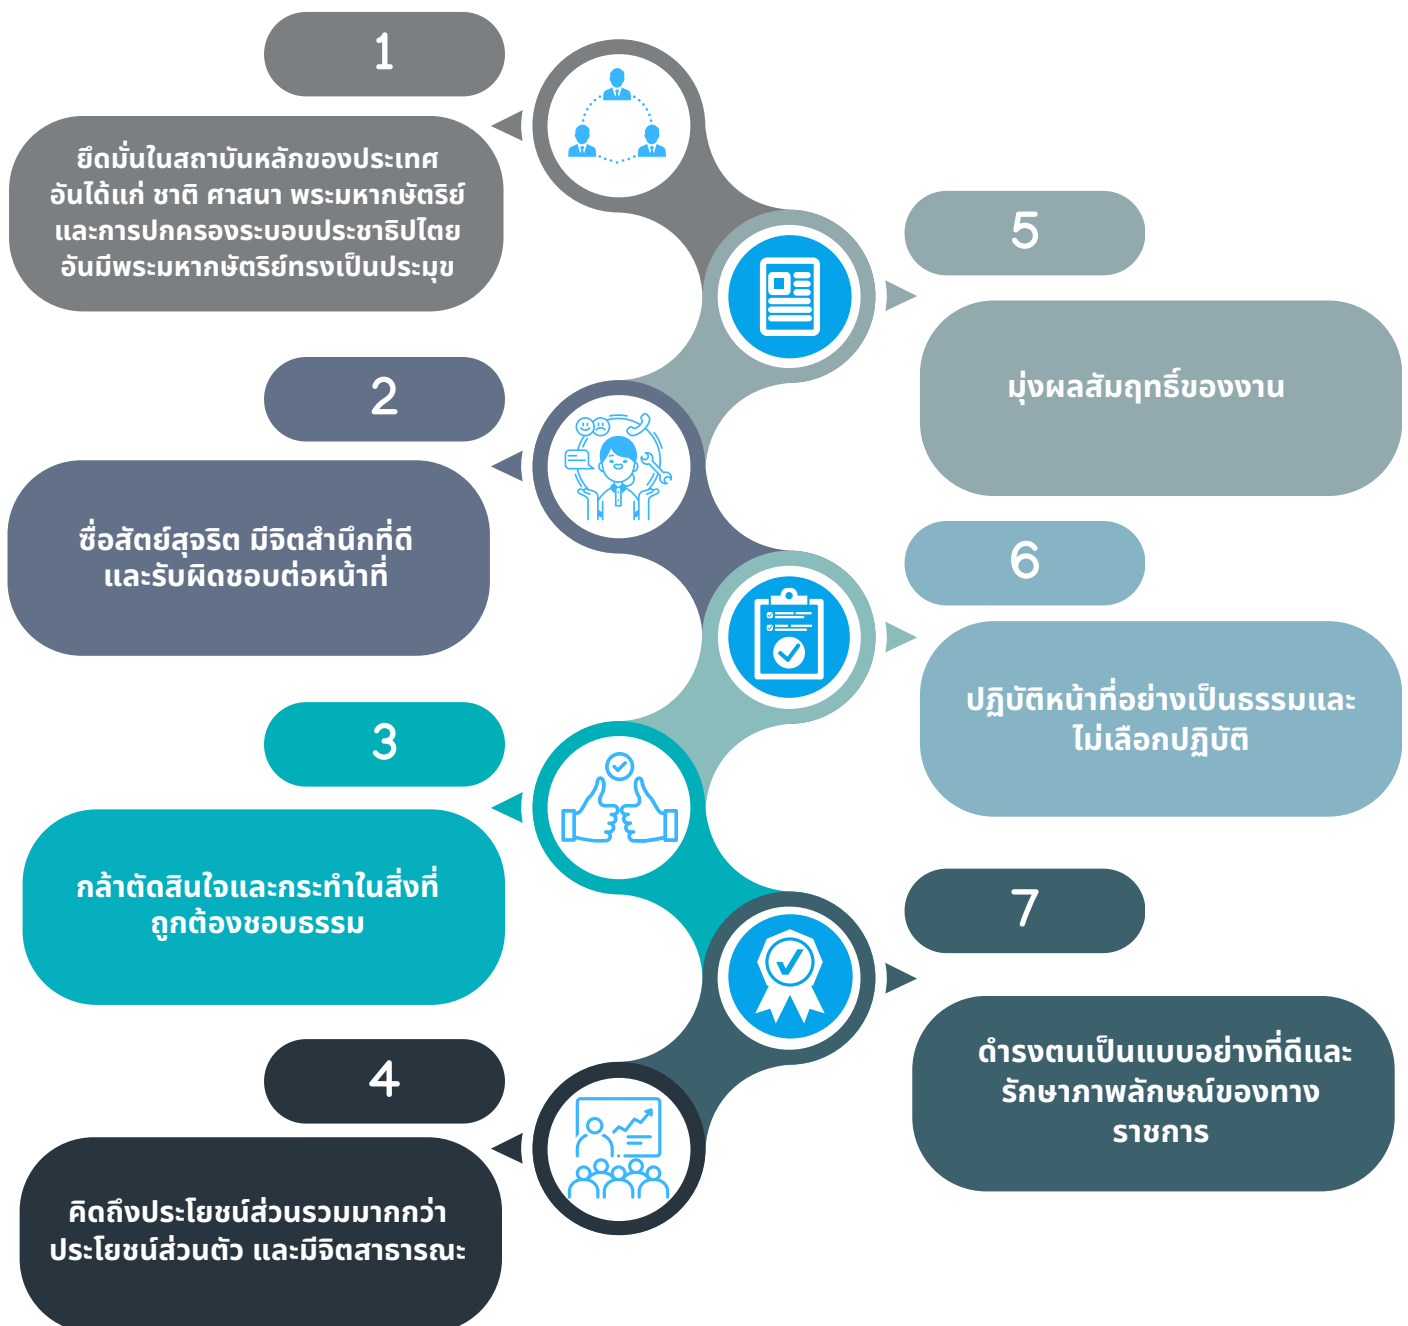 1
ยึดมั่นในสถาบันหลักของประเทศ
อันได้แก่ ชาติ ศาสนา พระมหากษัตริย์
และการปกครองระบอบประชาธิปไตย
อันมีพระมหากษัตริย์ทรงเป็นประมุข
2
ซื่อสัตย์สุจริต มีจิตสำนึกที่ดี
และรับผิดชอบต่อหน้าที่
3
กล้าตัดสินใจและกระทำในสิ่งที่
ถูกต้องชอบธรรม
4
คิดถึงประโยชน์ส่วนรวมมากกว่า
ประโยชน์ส่วนตัว และมีจิตสาธารณะ
5
มุ่งผลสัมฤทธิ์ของงาน
6
ปฏิบัติหน้าที่อย่างเป็นธรรมและ
ไม่เลือกปฏิบัติ
7
ดำรงตนเป็นแบบอย่างที่ดีและ
รักษาภาพลักษณ์ของทาง
ราชการ